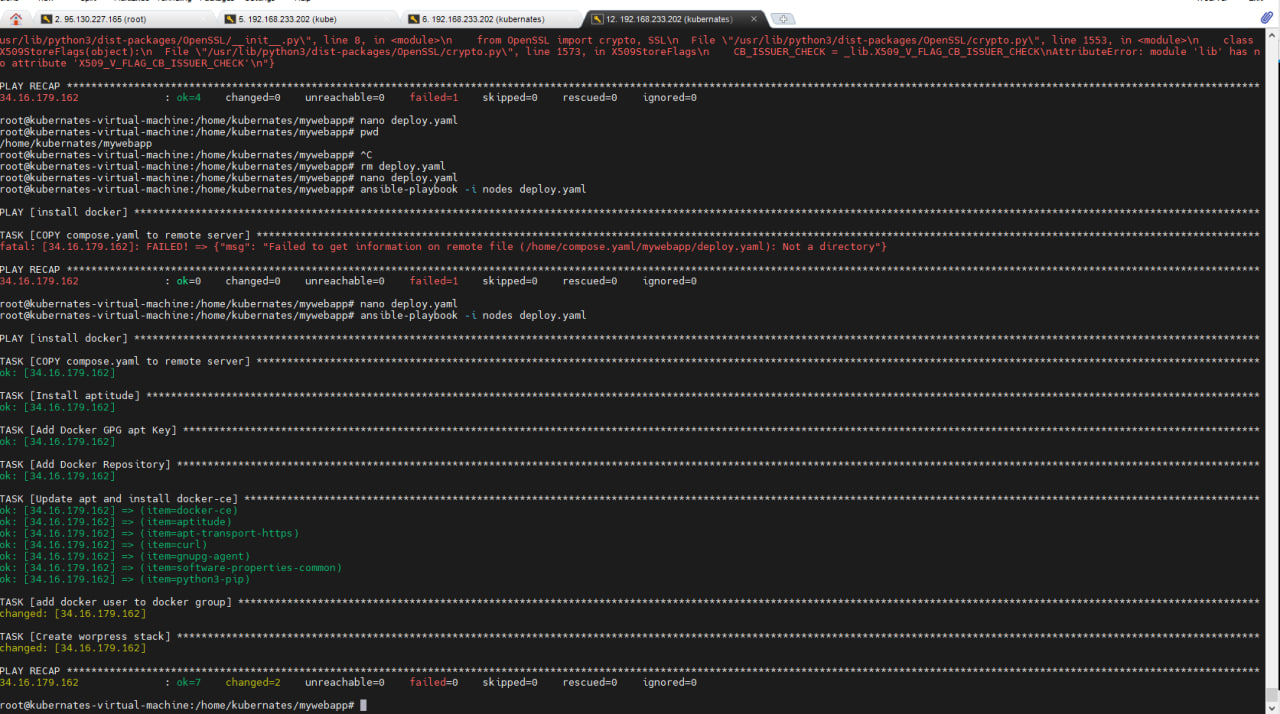 2. 95.130.227.165 (root)
5. 192.168.233.202 (kube)
6. 192.168.233.202 (kubernates)
12. 192.168.233.202 (kubernates)
usr/lib/python3/dist-packages/OpenSSL/__init__.py\", line 8, in <module>\n    from OpenSSL import crypto, SSL\n  File \"/usr/lib/python3/dist-packages/OpenSSL/crypto.py\", line 1553, in <module>\n    class
X509StoreFlags(object):\n  File \"/usr/lib/python3/dist-packages/OpenSSL/crypto.py\", line 1573, in X509StoreFlags\n    CB_ISSUER_CHECK = _lib.X509_V_FLAG_CB_ISSUER_CHECK\nAttributeError: module 'lib' has n
o attribute 'X509_V_FLAG_CB_ISSUER_CHECK'\n"}
PLAY RECAP ****************************************************************
34.16.179.162              : ok=4    changed=0    unreachable=0    failed=1    skipped=0    rescued=0    ignored=0
root@kubernates-virtual-machine:/home/kubernates/mywebapp# nano deploy.yaml
root@kubernates-virtual-machine:/home/kubernates/mywebapp# pwd
/home/kubernates/mywebapp
root@kubernates-virtual-machine:/home/kubernates/mywebapp# ^C
root@kubernates-virtual-machine:/home/kubernates/mywebapp# rm deploy.yaml
root@kubernates-virtual-machine:/home/kubernates/mywebapp# nano deploy.yaml
root@kubernates-virtual-machine:/home/kubernates/mywebapp# ansible-playbook -i nodes deploy.yaml
PLAY [install docker] ****************************************************************
TASK [COPY compose.yaml to remote server] ****************************************************************
fatal: [34.16.179.162]: FAILED! => {"msg": "Failed to get information on remote file (/home/compose.yaml/mywebapp/deploy.yaml): Not a directory"}
PLAY RECAP ****************************************************************
34.16.179.162              : ok=0    changed=0    unreachable=0    failed=1    skipped=0    rescued=0    ignored=0
root@kubernates-virtual-machine:/home/kubernates/mywebapp# nano deploy.yaml
root@kubernates-virtual-machine:/home/kubernates/mywebapp# ansible-playbook -i nodes deploy.yaml
PLAY [install docker] ****************************************************************
TASK [COPY compose.yaml to remote server] ****************************************************************
ok: [34.16.179.162]
TASK [Install aptitude] ****************************************************************
ok: [34.16.179.162]
TASK [Add Docker GPG apt Key] ****************************************************************
ok: [34.16.179.162]
TASK [Add Docker Repository] ****************************************************************
ok: [34.16.179.162]
TASK [Update apt and install docker-ce] ****************************************************************
ok: [34.16.179.162] => (item=docker-ce)
ok: [34.16.179.162] => (item=aptitude)
ok: [34.16.179.162] => (item=apt-transport-https)
ok: [34.16.179.162] => (item=curl)
ok: [34.16.179.162] => (item=gnupg-agent)
ok: [34.16.179.162] => (item=software-properties-common)
ok: [34.16.179.162] => (item=python3-pip)
TASK [add docker user to docker group] ****************************************************************
changed: [34.16.179.162]
TASK [Create worpress stack] ****************************************************************
changed: [34.16.179.162]
PLAY RECAP ****************************************************************
34.16.179.162              : ok=7    changed=2    unreachable=0    failed=0    skipped=0    rescued=0    ignored=0
root@kubernates-virtual-machine:/home/kubernates/mywebapp#